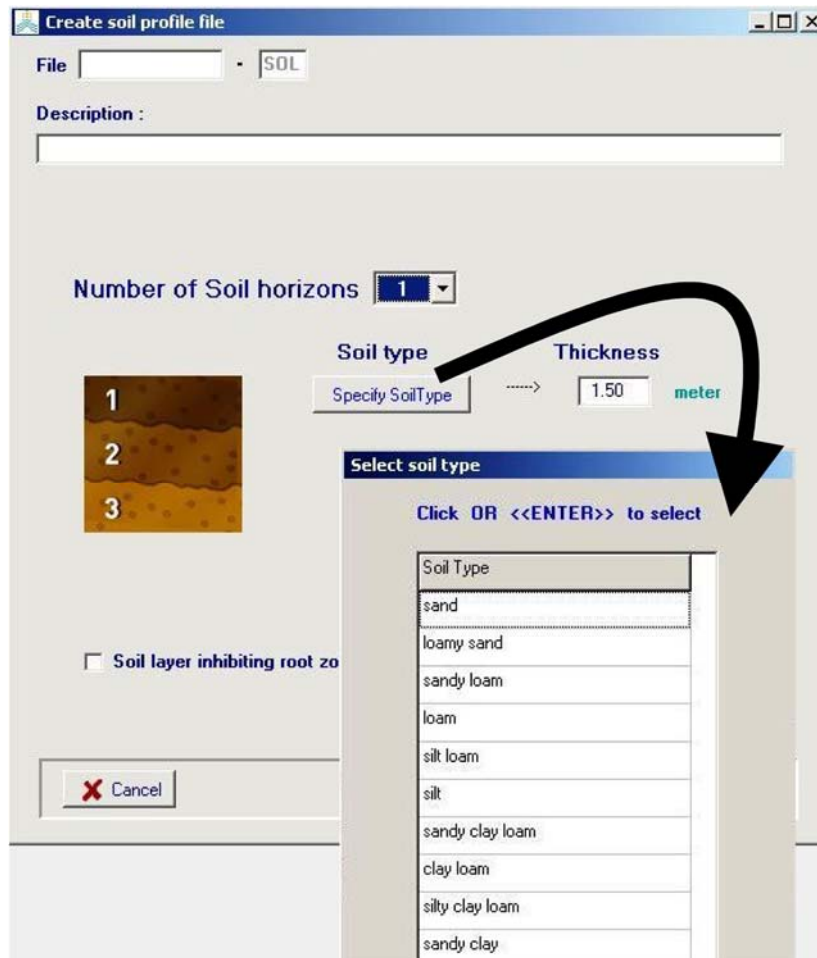 Create soil profile file
File . SOL
Description :
Number of Soil horizons 1
Soil type Thickness
Specify SoilType ------> 1.50 meter
1
2
3
Select soil type
Click OR <<ENTER>> to select
Soil Type
sand
loamy sand
sandy loam
loam
Soil layer inhibiting root zo
silt loam
silt
Cancel
sandy clay loam
clay loam
silty clay loam
sandy clay